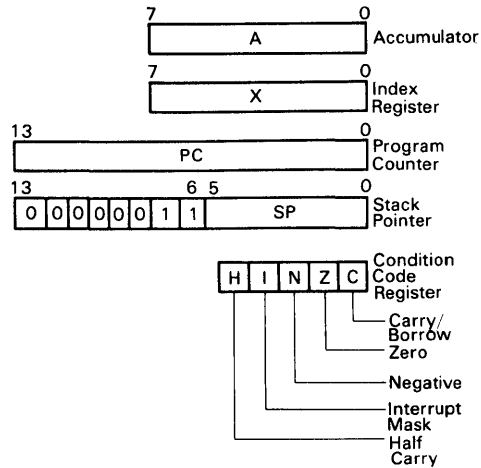 7 0
A Accumulator
7 0
X Index
Register
13 0
PC Program
Counter
13 6 5 0
0 0 0 0 0 0 1 1 SP Stack
Pointer
Condition
Code
Register
H I N Z C
Carry/
Borrow
Zero
Negative
Interrupt
Mask
Half
Carry